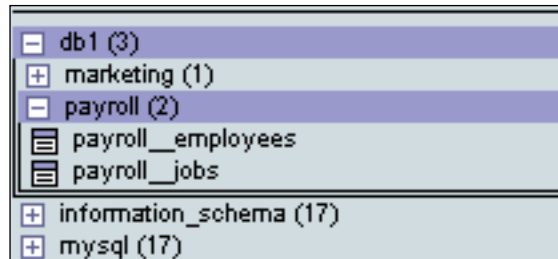 db1 (3)
marketing (1)
payroll (2)
payroll__employees
payroll__jobs
information_schema (17)
mysql (17)